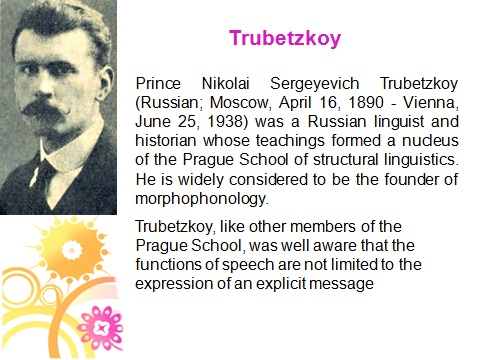 Trubetzkoy
Prince Nikolai Sergeyevich Trubetzkoy
(Russian; Moscow, April 16, 1890 - Vienna,
June 25, 1938) was a Russian linguist and
historian whose teachings formed a nucleus
of the Prague School of structural linguistics.
He is widely considered to be the founder of
morphophonology.
Trubetzkoy, like other members of the
Prague School, was well aware that the
functions of speech are not limited to the
expression of an explicit message